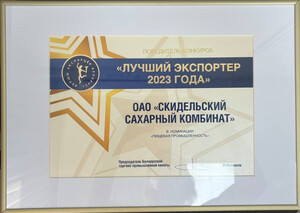 ПОБЕДИТЕЛЬ КОНКУРСА
«ЛУЧШИЙ ЭКСПОРТЕР
2023 ГОДА»
ОАО «СКИДЕЛЬСКИЙ
САХАРНЫЙ КОМБИНАТ»
В НОМИНАЦИИ
«ПИЩЕВАЯ ПРОМЫШЛЕННОСТЬ»
Председатель Белорусской
торгово-промышленной палаты